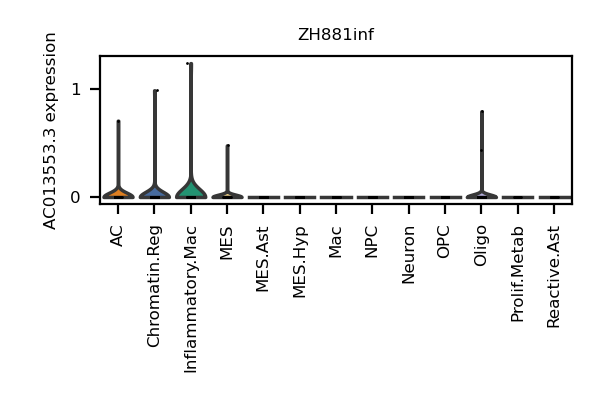 ZH881inf
AC013553.3 expression
1
0
AC
Chromatin.Reg
Inflammatory.Mac
MES
MES.Ast
MES.Hyp
Mac
NPC
Neuron
OPC
Oligo
Prolif.Metab
Reactive.Ast